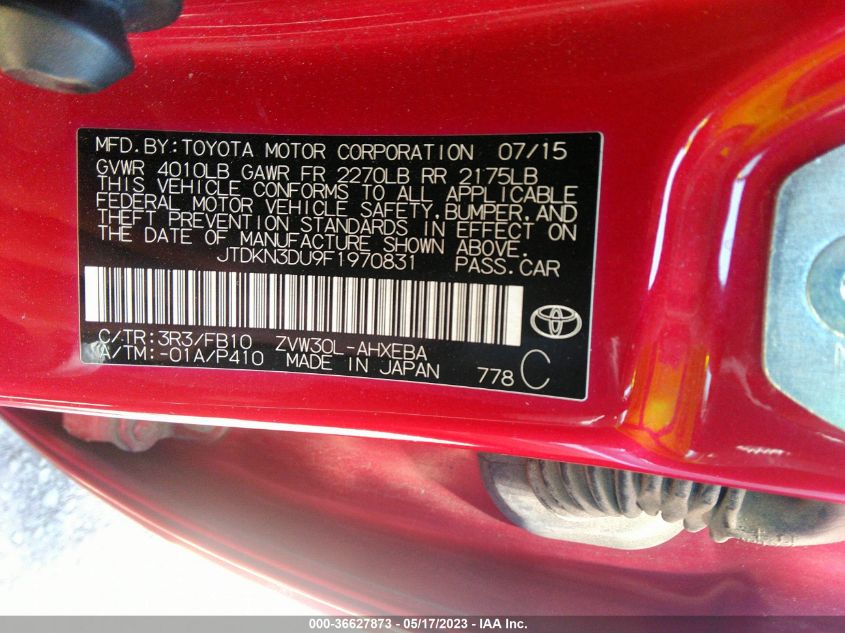 MFD. BY: TOYOTA MOTOR CORPORATION 07/15
GVWR 4010LB GAWR FR 2270LB RR 2175LB
THIS VEHICLE CONFORMS TO ALL APPLICABLE
FEDERAL MOTOR VEHICLE SAFETY, BUMPER, AND
THEFT PREVENTION STANDARDS IN EFFECT ON
THE DATE OF MANUFACTURE SHOWN ABOVE.
JTDKN3DU9F1970831 PASS. CAR
C/TR: 3R3/FB10 ZVW30L-AHXEBA
A/TM: -01A/P410 MADE IN JAPAN
778 C
000-36627873 - 05/17/2023 - IAA Inc.